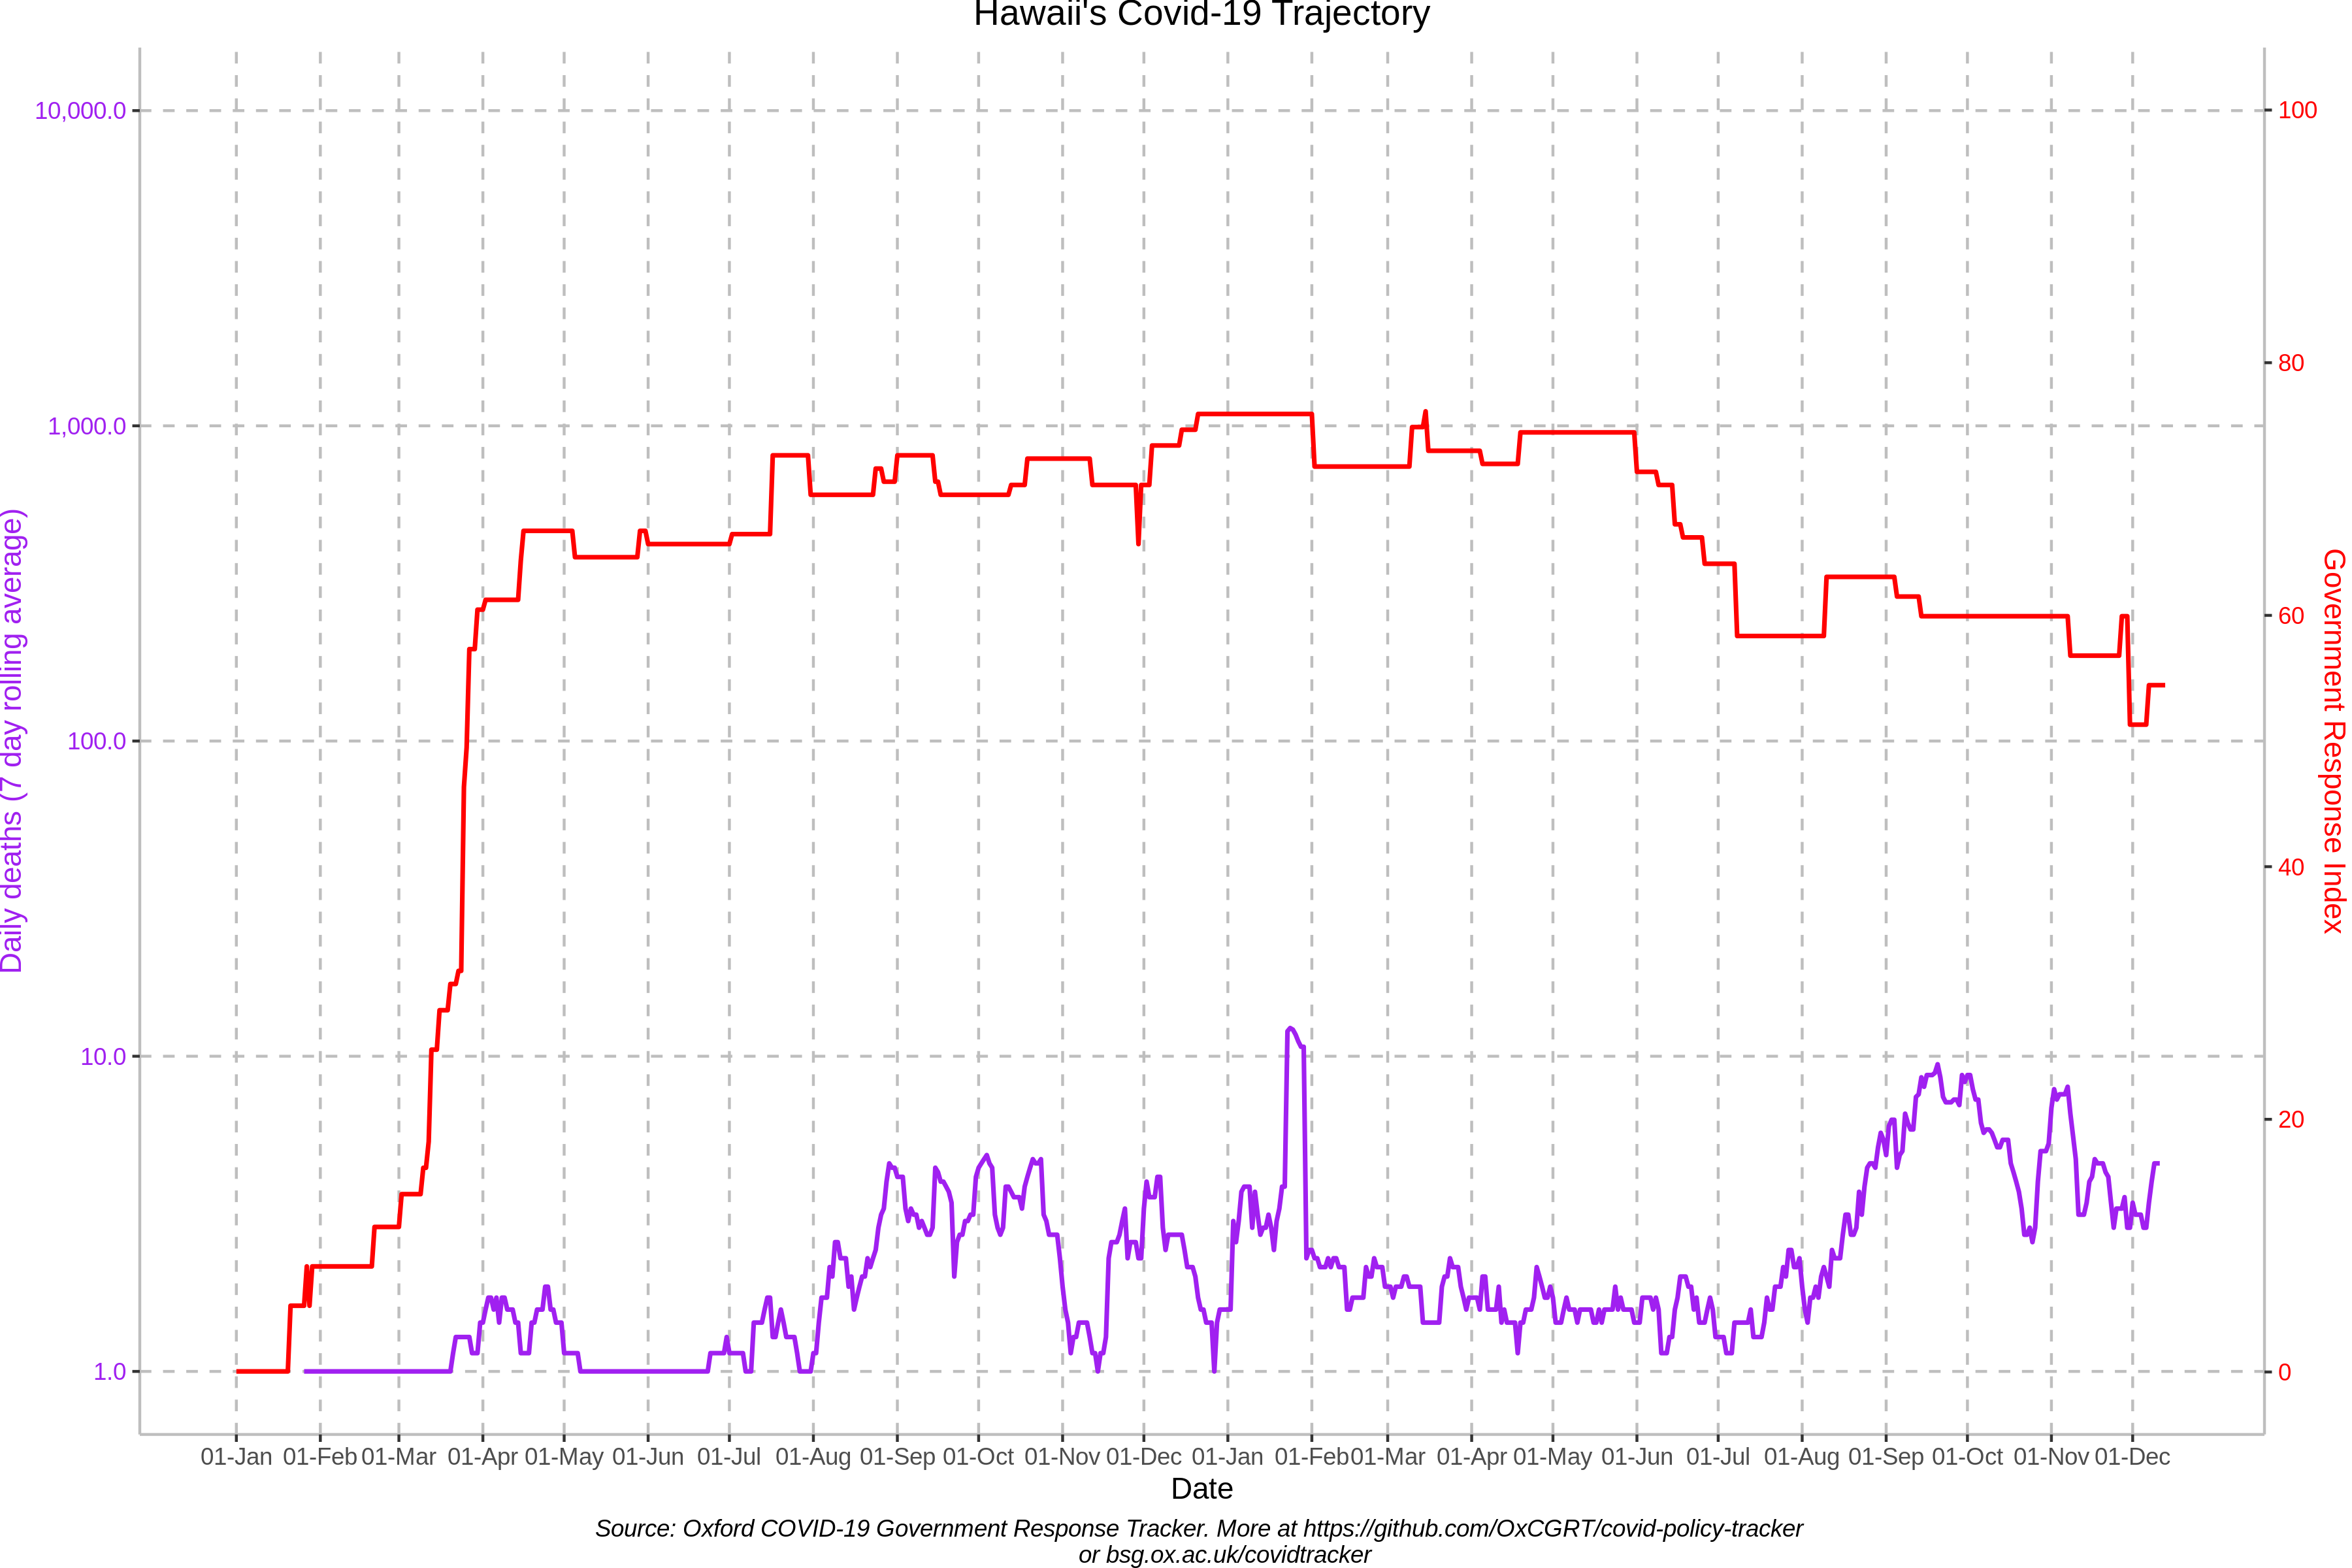 Hawaii's Covid-19 Trajectory
10,000.0
1,000.0
100.0
10.0
1.0
Daily deaths (7 day rolling average)
100
80
60
40
20
0
Government Response Index
01-Jan 01-Feb 01-Mar 01-Apr 01-May 01-Jun 01-Jul 01-Aug 01-Sep 01-Oct 01-Nov 01-Dec 01-Jan 01-Feb 01-Mar 01-Apr 01-May 01-Jun 01-Jul 01-Aug 01-Sep 01-Oct 01-Nov 01-Dec
Date
Source: Oxford COVID-19 Government Response Tracker. More at https://github.com/OxCGRT/covid-policy-tracker
or bsg.ox.ac.uk/covidtracker